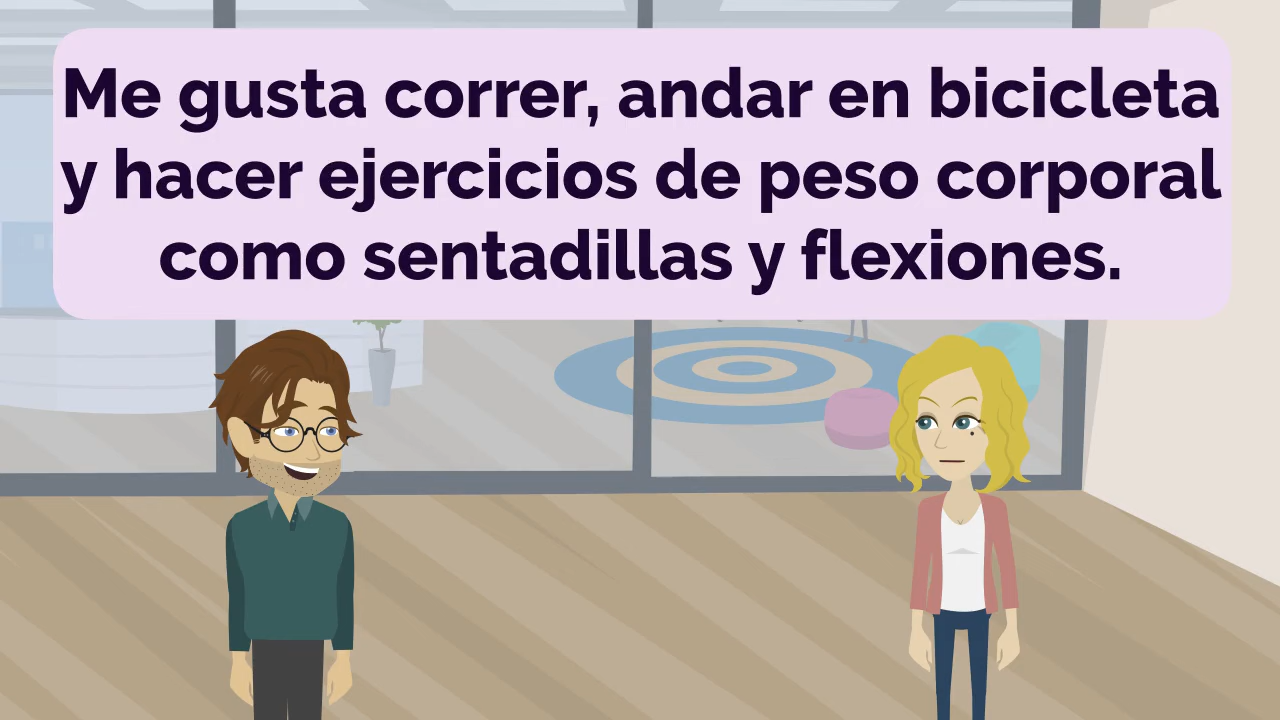 Me gusta correr, andar en bicicleta
y hacer ejercicios de peso corporal
como sentadillas y flexiones.